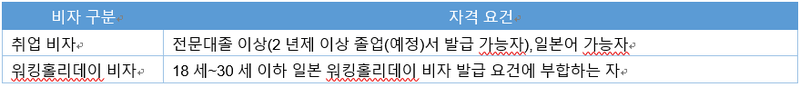 비자 구분 자격 요건
취업 비자 전문대졸 이상(2 년제 이상 졸업(예정)서 발급 가능자),일본어 가능자
워킹홀리데이 비자 18 세~30 세 이하 일본 워킹홀리데이 비자 발급 요건에 부합하는 자